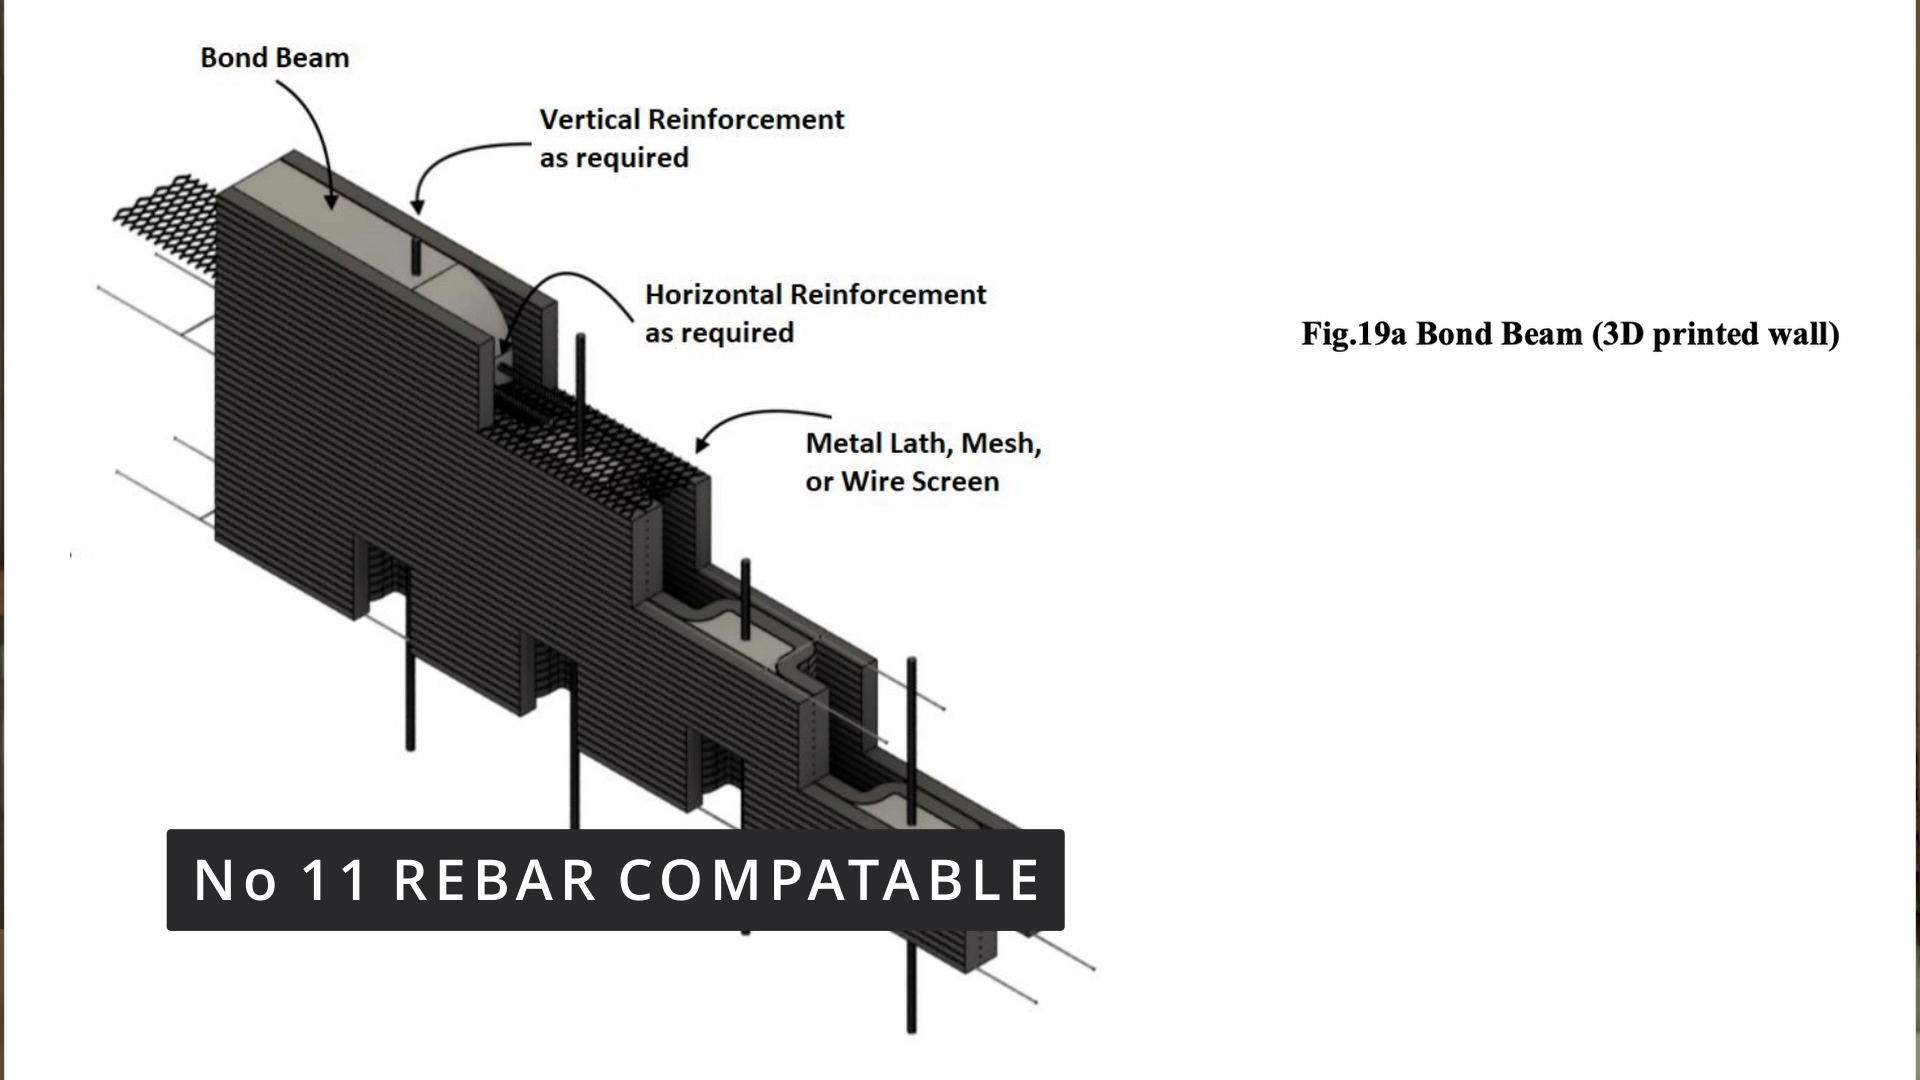 Bond Beam
Vertical Reinforcement
as required
Horizontal Reinforcement
as required
Fig.19a Bond Beam (3D printed wall)
Metal Lath, Mesh,
or Wire Screen
No 11 REBAR COMPATABLE